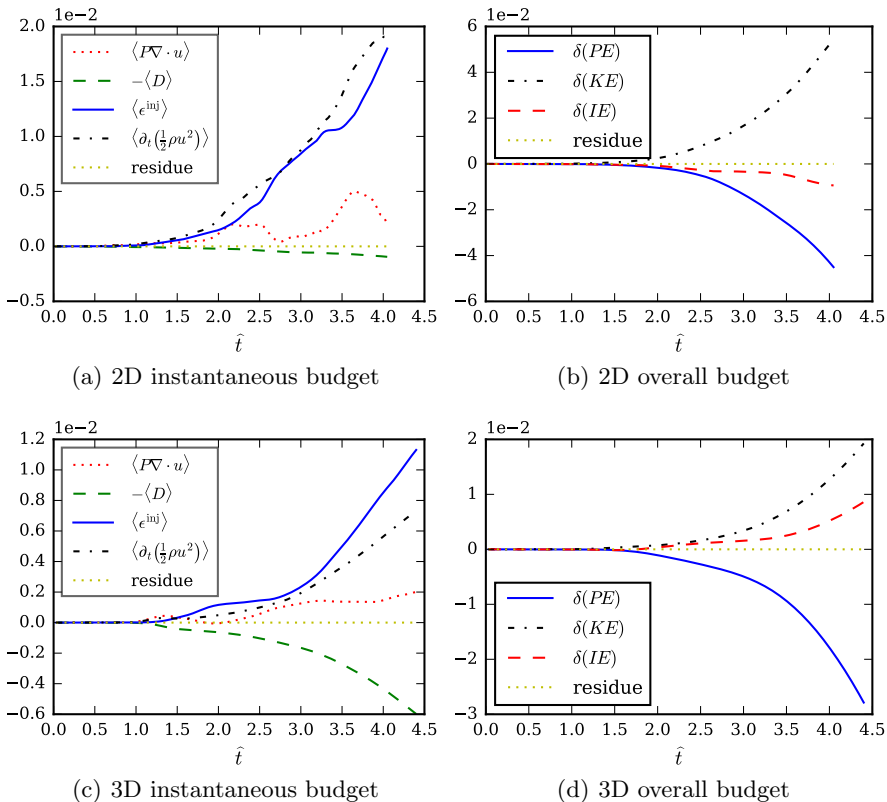 1e−2
2.0
1.5
1.0
0.5
0.0
−0.5
⟨P∇ · u⟩
−⟨D⟩
⟨ϵ^inj⟩
⟨∂_t(½ρu²)⟩
residue
0.0 0.5 1.0 1.5 2.0 2.5 3.0 3.5 4.0 4.5
t̂
(a) 2D instantaneous budget
1e−2
6
4
2
0
−2
−4
−6
δ(PE)
δ(KE)
δ(IE)
residue
0.0 0.5 1.0 1.5 2.0 2.5 3.0 3.5 4.0 4.5
t̂
(b) 2D overall budget
1e−2
1.2
1.0
0.8
0.6
0.4
0.2
0.0
−0.2
−0.4
−0.6
⟨P∇ · u⟩
−⟨D⟩
⟨ϵ^inj⟩
⟨∂_t(½ρu²)⟩
residue
0.0 0.5 1.0 1.5 2.0 2.5 3.0 3.5 4.0 4.5
t̂
(c) 3D instantaneous budget
1e−2
2
1
0
−1
−2
−3
δ(PE)
δ(KE)
δ(IE)
residue
0.0 0.5 1.0 1.5 2.0 2.5 3.0 3.5 4.0 4.5
t̂
(d) 3D overall budget